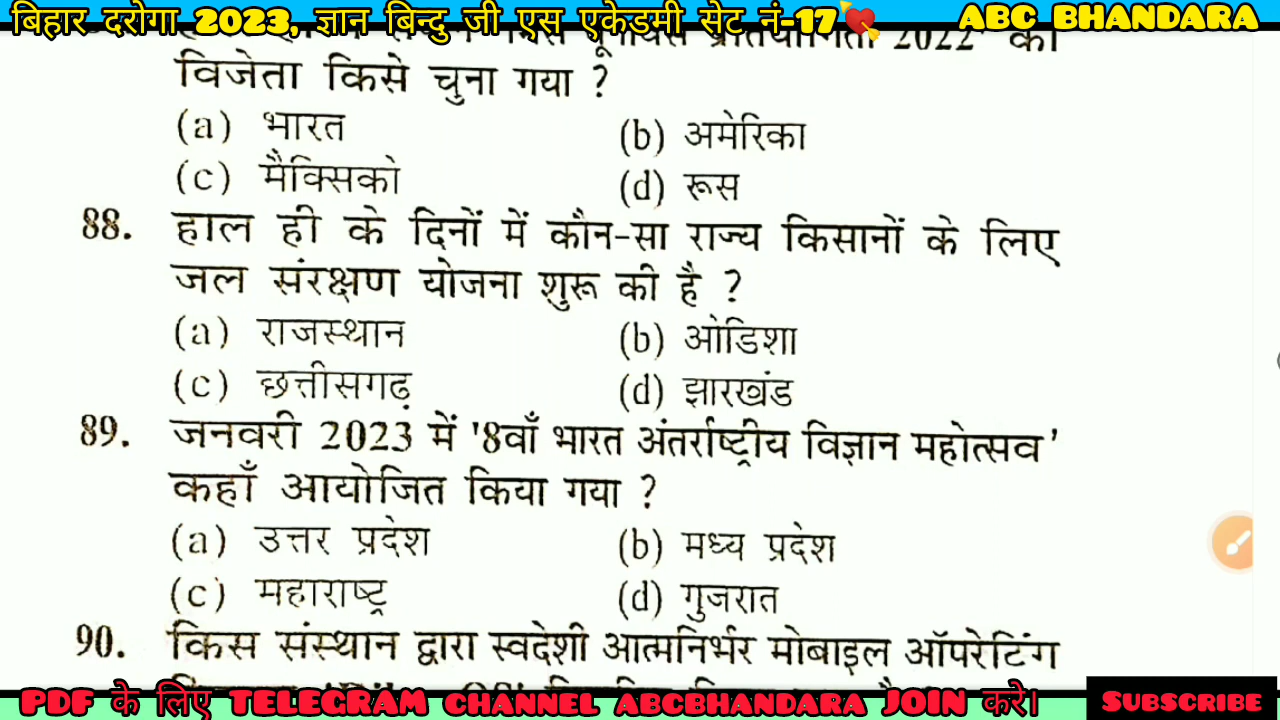 बिहार दरोगा 2023, ज्ञान बिन्दु जी एस एकेडमी सेट नं-17
ABC BHANDARA
2022 का
विजेता किसे चुना गया ?
(a) भारत (b) अमेरिका
(c) मैक्सिको (d) रूस
88. हाल ही के दिनों में कौन-सा राज्य किसानों के लिए
जल संरक्षण योजना शुरू की है ?
(a) राजस्थान (b) ओडिशा
(c) छत्तीसगढ़ (d) झारखंड
89. जनवरी 2023 में '8वाँ भारत अंतर्राष्ट्रीय विज्ञान महोत्सव'
कहाँ आयोजित किया गया ?
(a) उत्तर प्रदेश (b) मध्य प्रदेश
(c) महाराष्ट्र (d) गुजरात
90. किस संस्थान द्वारा स्वदेशी आत्मनिर्भर मोबाइल ऑपरेटिंग
PDF के लिए TELEGRAM CHANNEL ABCBHANDARA JOIN करे।
SUBSCRIBE